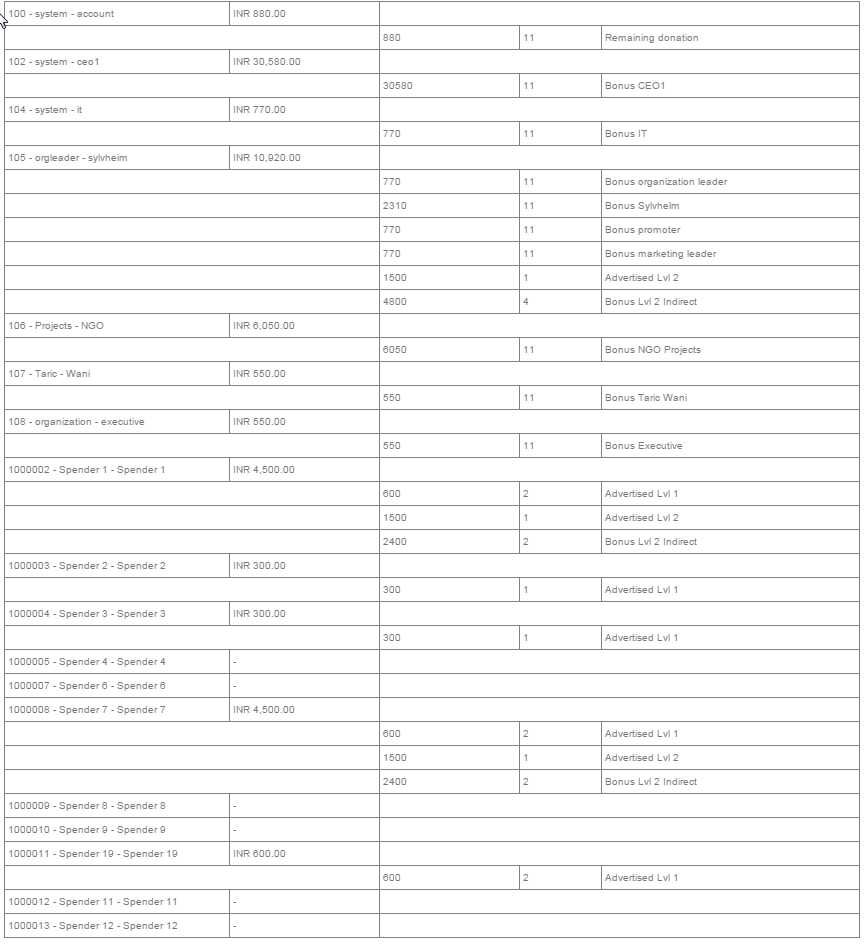 100 - system - account INR 880.00
880 11 Remaining donation
102 - system - ceo1 INR 30,580.00
30580 11 Bonus CEO1
104 - system - it INR 770.00
770 11 Bonus IT
105 - orgleader - sylvheim INR 10,920.00
770 11 Bonus organization leader
2310 11 Bonus Sylvhelm
770 11 Bonus promoter
770 11 Bonus marketing leader
1500 1 Advertised Lvl 2
4800 4 Bonus Lvl 2 Indirect
106 - Projects - NGO INR 6,050.00
6050 11 Bonus NGO Projects
107 - Taric - Wani INR 550.00
550 11 Bonus Taric Wani
108 - organization - executive INR 550.00
550 11 Bonus Executive
1000002 - Spender 1 - Spender 1 INR 4,500.00
600 2 Advertised Lvl 1
1500 1 Advertised Lvl 2
2400 2 Bonus Lvl 2 Indirect
1000003 - Spender 2 - Spender 2 INR 300.00
300 1 Advertised Lvl 1
1000004 - Spender 3 - Spender 3 INR 300.00
300 1 Advertised Lvl 1
1000005 - Spender 4 - Spender 4 -
1000007 - Spender 6 - Spender 6 -
1000008 - Spender 7 - Spender 7 INR 4,500.00
600 2 Advertised Lvl 1
1500 1 Advertised Lvl 2
2400 2 Bonus Lvl 2 Indirect
1000009 - Spender 8 - Spender 8 -
1000010 - Spender 9 - Spender 9 -
1000011 - Spender 19 - Spender 19 INR 600.00
600 2 Advertised Lvl 1
1000012 - Spender 11 - Spender 11 -
1000013 - Spender 12 - Spender 12 -